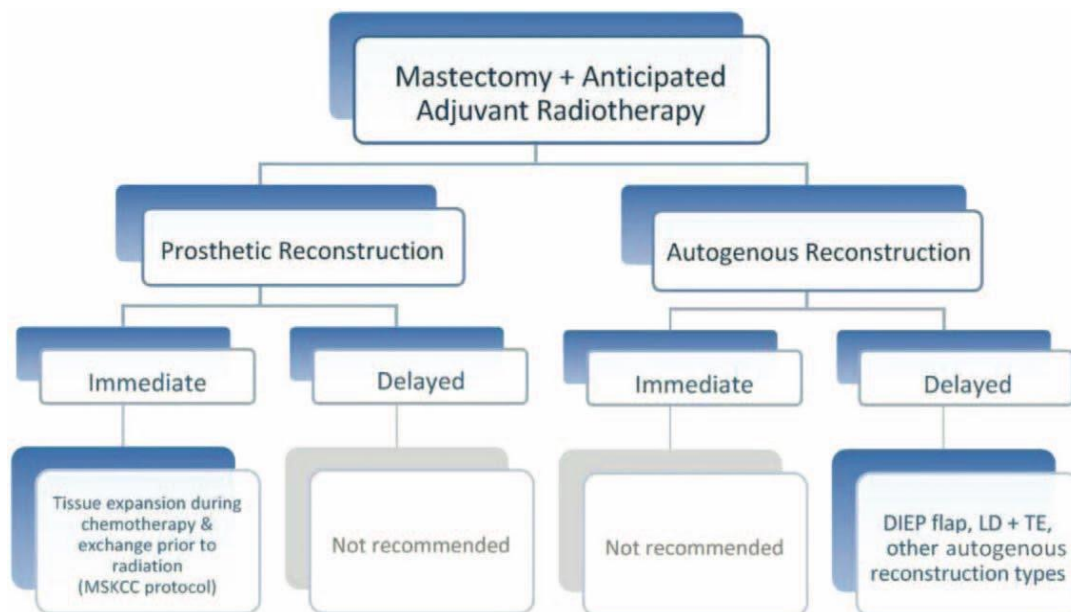 Mastectomy + Anticipated
Adjuvant Radiotherapy
Prosthetic Reconstruction
Autogenous Reconstruction
Immediate
Delayed
Immediate
Delayed
Tissue expansion during
chemotherapy &
exchange prior to
radiation
(MSKCC protocol)
Not recommended
Not recommended
DIEP flap, LD + TE,
other autogenous
reconstruction types